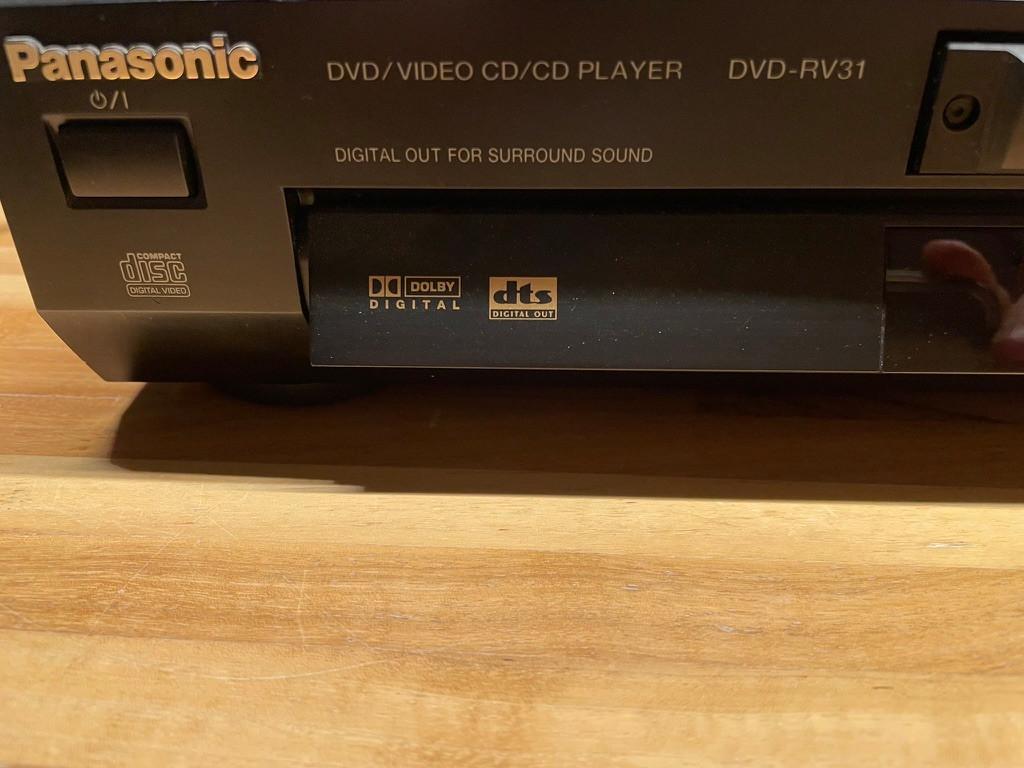 Panasonic
DVD/VIDEO CD/CD PLAYER DVD-RV31
⏻/I
DIGITAL OUT FOR SURROUND SOUND
COMPACT
disc
DIGITAL VIDEO
DOLBY
DIGITAL
dts
DIGITAL OUT